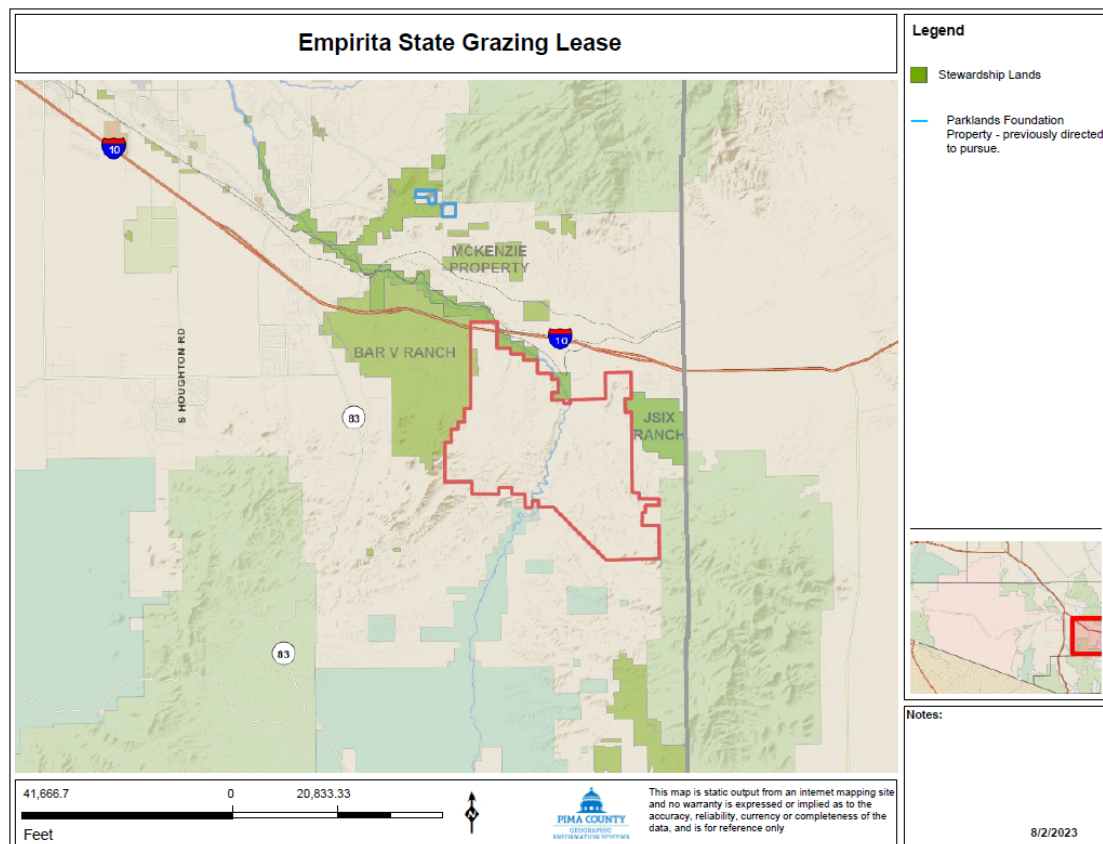 Empirita State Grazing Lease
10
MCKENZIE
PROPERTY
S HOUGHTON RD
BAR V RANCH
10
83
JSIX
RANCH
83
Legend
Stewardship Lands
Parklands Foundation
Property - previously directed
to pursue.
Notes:
8/2/2023
41,666.7 0 20,833.33
Feet
N
PIMA COUNTY
GEOGRAPHIC
INFORMATION SYSTEMS
This map is static output from an internet mapping site
and no warranty is expressed or implied as to the
accuracy, reliability, currency or completeness of the
data, and is for reference only